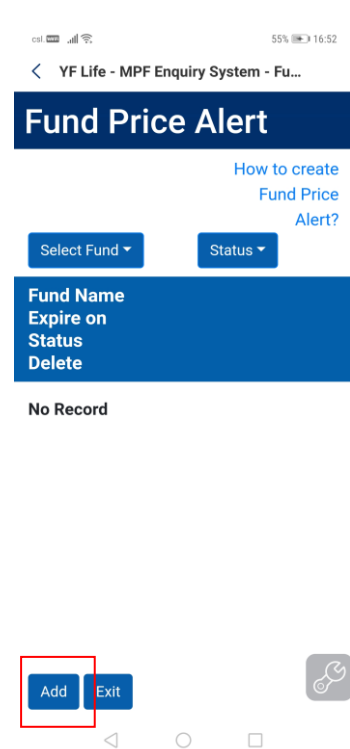 csl. 55% 16:52
YF Life - MPF Enquiry System - Fu...
Fund Price Alert
How to create
Fund Price
Alert?
Select Fund Status
Fund Name
Expire on
Status
Delete
No Record
Add Exit